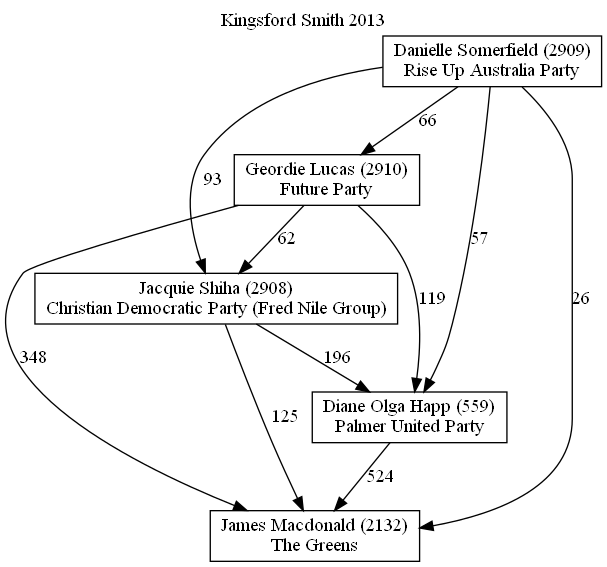 Kingsford Smith 2013
Danielle Somerfield (2909)
Rise Up Australia Party
66
Geordie Lucas (2910)
Future Party
93
62
57
Jacquie Shiha (2908)
Christian Democratic Party (Fred Nile Group)
119
26
348
196
Diane Olga Happ (559)
Palmer United Party
125
524
James Macdonald (2132)
The Greens